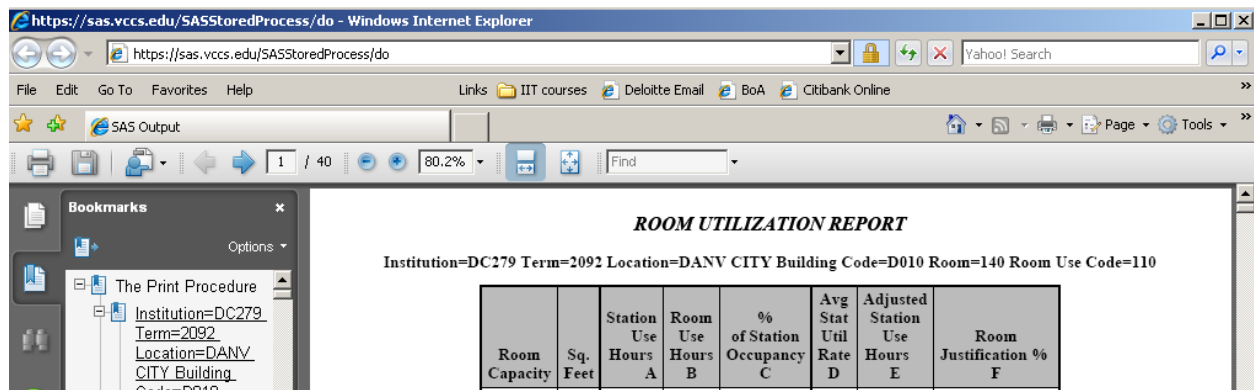 https://sas.vccs.edu/SASStoredProcess/do - Windows Internet Explorer
https://sas.vccs.edu/SASStoredProcess/do
Yahoo! Search
File Edit Go To Favorites Help
Links IIT courses Deloitte Email BoA Citibank Online »
SAS Output
Page Tools »
1 / 40 80.2% Find
Bookmarks x
Options
The Print Procedure
Institution=DC279
Term=2092
Location=DANV
CITY Building
Code=D010
ROOM UTILIZATION REPORT
Institution=DC279 Term=2092 Location=DANV CITY Building Code=D010 Room=140 Room Use Code=110
Room Capacity
Sq. Feet
Station Use Hours A
Room Use Hours B
% of Station Occupancy C
Avg Stat Util Rate D
Adjusted Station Use Hours E
Room Justification % F